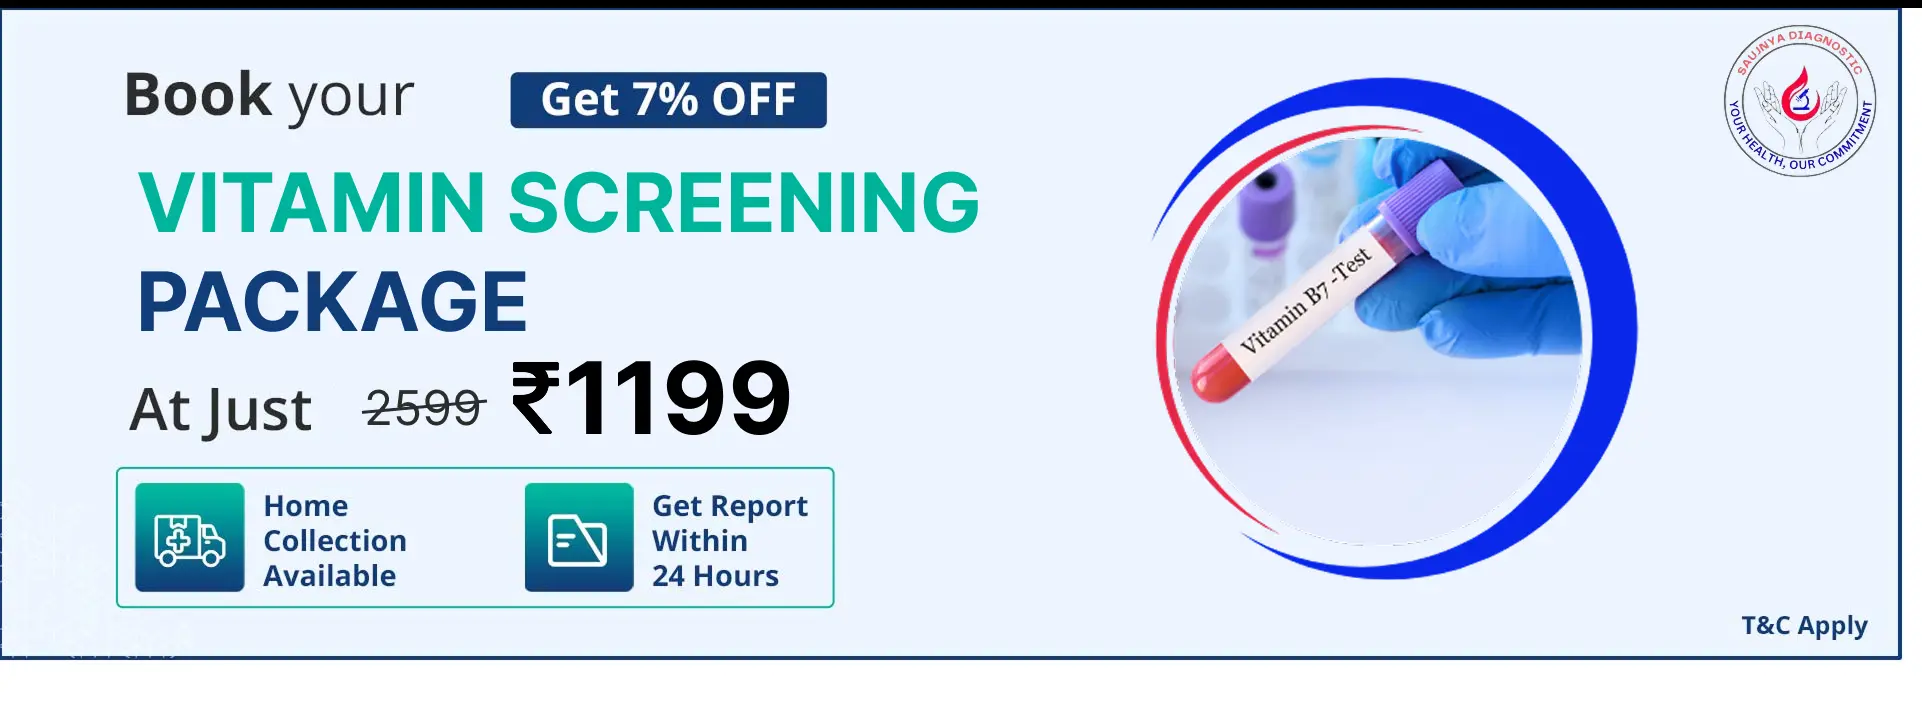 Book your
Get 7% OFF
VITAMIN SCREENING
PACKAGE
At Just 2599 ₹1199
Home
Collection
Available
Get Report
Within
24 Hours
Vitamin B7 -Test
SAUJNYA DIAGNOSTIC
YOUR HEALTH, OUR COMMITMENT
T&C Apply